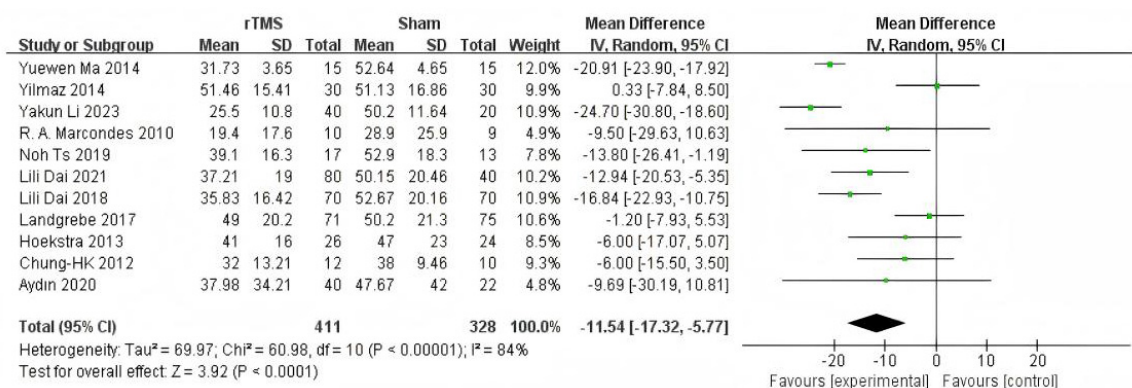 rTMS Sham Mean Difference Mean Difference
Study or Subgroup Mean SD Total Mean SD Total Weight IV, Random, 95% CI IV, Random, 95% CI
Yuewen Ma 2014 31.73 3.65 15 52.64 4.65 15 12.0% -20.91 [-23.90, -17.92]
Yilmaz 2014 51.46 15.41 30 51.13 16.86 30 9.9% 0.33 [-7.84, 8.50]
Yakun Li 2023 25.5 10.8 40 50.2 11.64 20 10.9% -24.70 [-30.80, -18.60]
R. A. Marcondes 2010 19.4 17.6 10 28.9 25.9 9 4.9% -9.50 [-29.63, 10.63]
Noh Ts 2019 39.1 16.3 17 52.9 18.3 13 7.8% -13.80 [-26.41, -1.19]
Lili Dai 2021 37.21 19 80 50.15 20.46 40 10.2% -12.94 [-20.53, -5.35]
Lili Dai 2018 35.83 16.42 70 52.67 20.16 70 10.9% -16.84 [-22.93, -10.75]
Landgrebe 2017 49 20.2 71 50.2 21.3 75 10.6% -1.20 [-7.93, 5.53]
Hoekstra 2013 41 16 26 47 23 24 8.5% -6.00 [-17.07, 5.07]
Chung-HK 2012 32 13.21 12 38 9.46 10 9.3% -6.00 [-15.50, 3.50]
Aydın 2020 37.98 34.21 40 47.67 42 22 4.8% -9.69 [-30.19, 10.81]
Total (95% CI) 411 328 100.0% -11.54 [-17.32, -5.77]
Heterogeneity: Tau² = 69.97; Chi² = 60.98, df = 10 (P < 0.00001); I² = 84%
Test for overall effect: Z = 3.92 (P < 0.0001)
-20 -10 0 10 20
Favours [experimental] Favours [control]